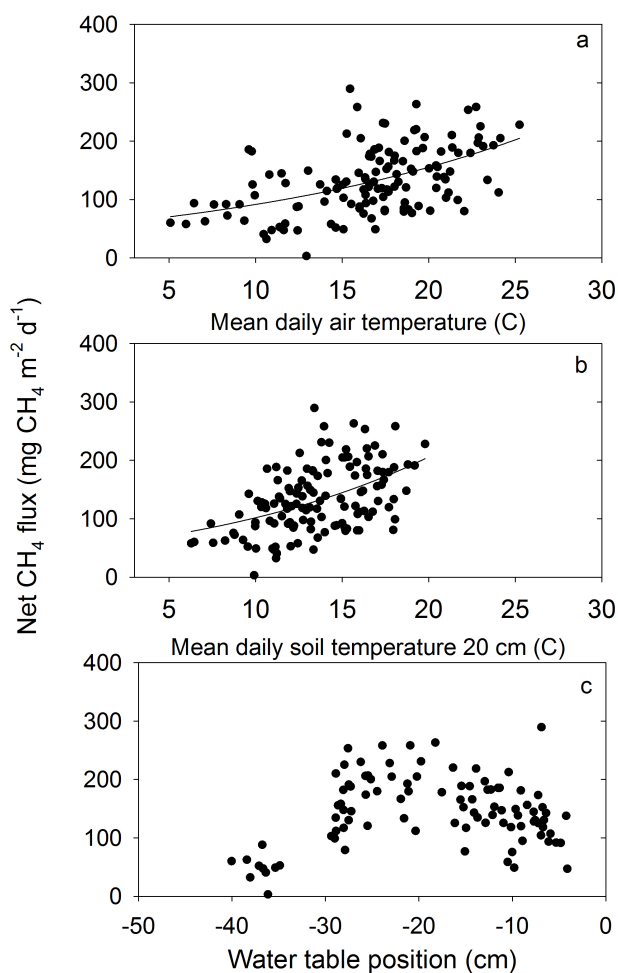 400
a
300
200
100
0
5 10 15 20 25 30
Mean daily air temperature (C)
Net CH4 flux (mg CH4 m-2 d-1)
400
b
300
200
100
0
5 10 15 20 25 30
Mean daily soil temperature 20 cm (C)
400
c
300
200
100
0
-50 -40 -30 -20 -10 0
Water table position (cm)